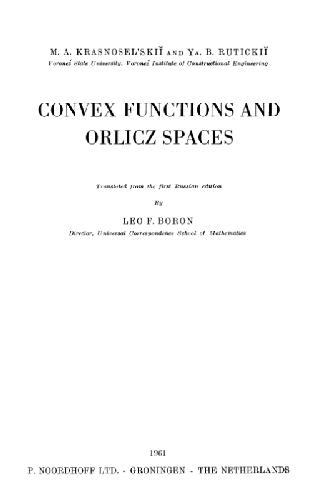 M. A. KRASNOSEL'SKIĬ AND YA. B. RUTICKIĬ
Voronež State University, Voronež Institute of Constructional Engineering
CONVEX FUNCTIONS AND
ORLICZ SPACES
Translated from the first Russian edition
By
LEO F. BORON
Director, Universal Correspondence School of Mathematics
1961
P. NOORDHOFF LTD. - GRONINGEN - THE NETHERLANDS